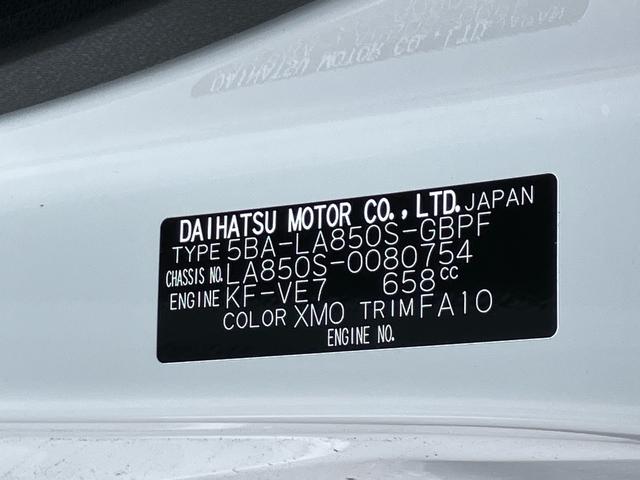 DAIHATSU MOTOR CO., LTD. JAPAN
TYPE 5BA-LA850S-GBPF
CHASSIS NO. LA850S-0080754
ENGINE KF-VE7 658CC
COLOR XM0 TRIM FA10
ENGINE NO.